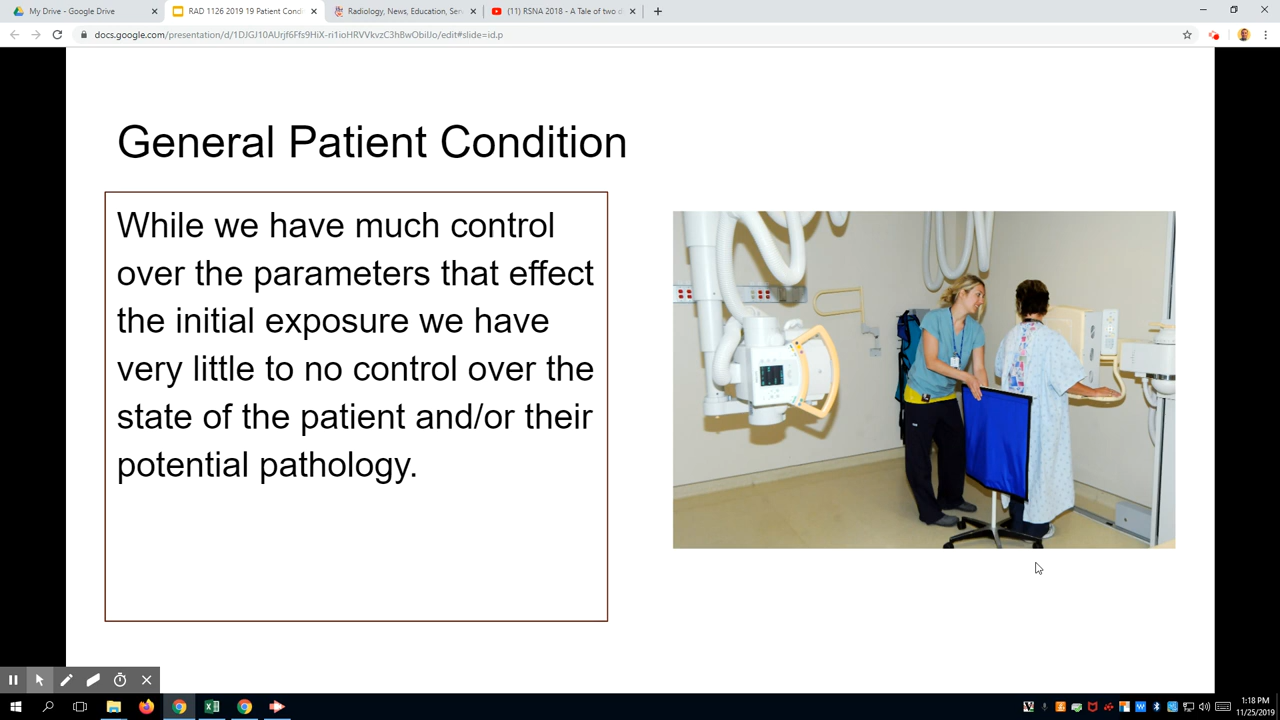 My Drive - Google Drive
RAD 1126 2019 19 Patient Cond
Radiology, News, Education, Ser
(11) RSNA 2018 - A Tale of two d
docs.google.com/presentation/d/1DJGJ10AUrjf6Ffs9HiX-ri1ioHRVVkvzC3hBwObiIJo/edit#slide=id.p
General Patient Condition
While we have much control
over the parameters that effect
the initial exposure we have
very little to no control over the
state of the patient and/or their
potential pathology.
1:18 PM
11/25/2019